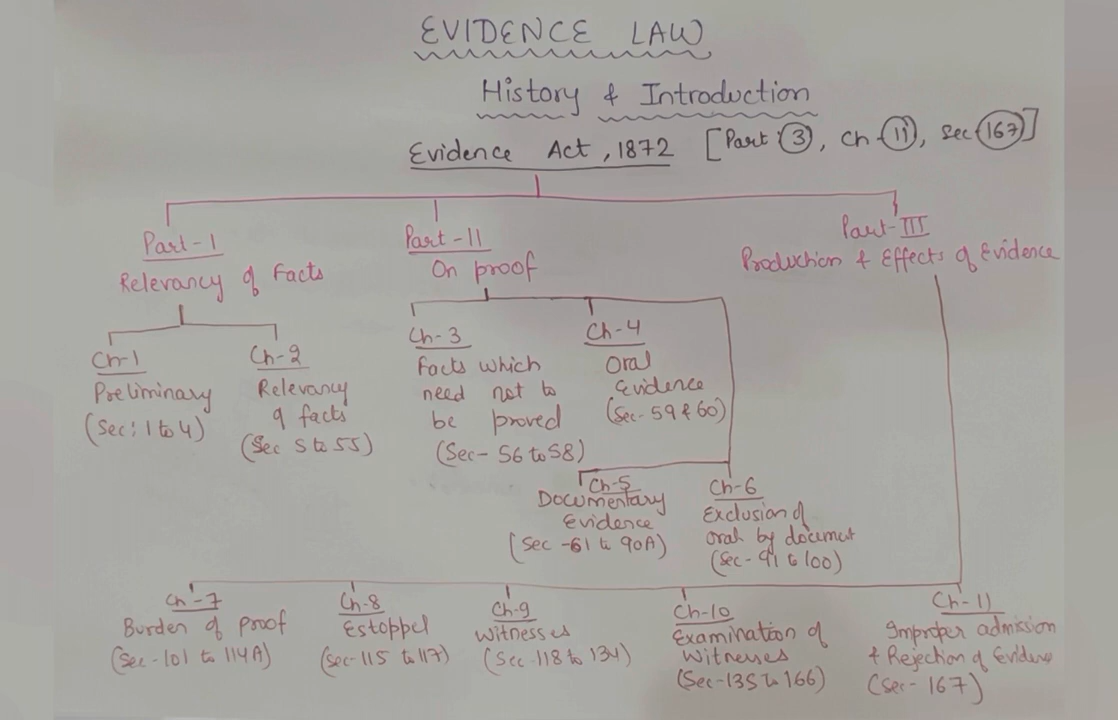 EVIDENCE LAW
History & Introduction
Evidence Act, 1872 [Part 3, Ch 11, Sec 167]
Part-I
Relevancy of Facts
Ch-1
Preliminary
(Sec: 1 to 4)
Ch-2
Relevancy
of facts
(Sec 5 to 55)
Part-II
On proof
Ch-3
Facts which
need not to
be proved
(Sec- 56 to 58)
Ch-4
Oral
Evidence
(Sec- 59 & 60)
Ch-5
Documentary
Evidence
(Sec -61 to 90A)
Ch-6
Exclusion of
oral by document
(Sec- 91 to 100)
Part-III
Production & Effects of Evidence
Ch-7
Burden of proof
(Sec-101 to 114A)
Ch-8
Estoppel
(Sec-115 to 117)
Ch-9
Witnesses
(Sec-118 to 134)
Ch-10
Examination of
Witnesses
(Sec-135 to 166)
Ch-11
Improper admission
& Rejection of Evidence
(Sec- 167)